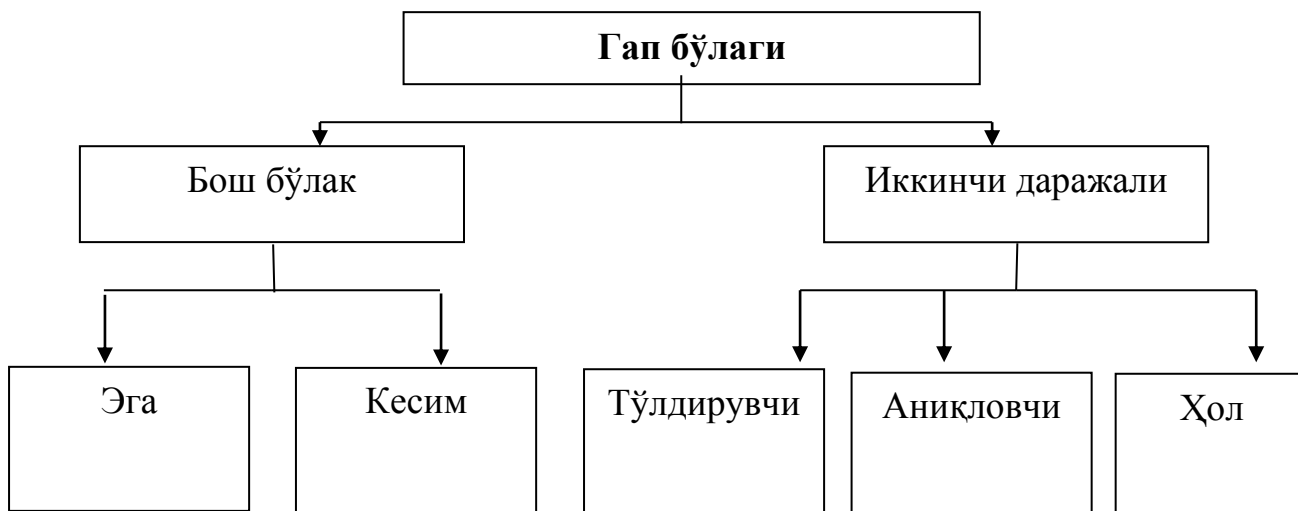 Гап бўлаги
Бош бўлак
Иккинчи даражали
Эга
Кесим
Тўлдирувчи
Аниқловчи
Ҳол